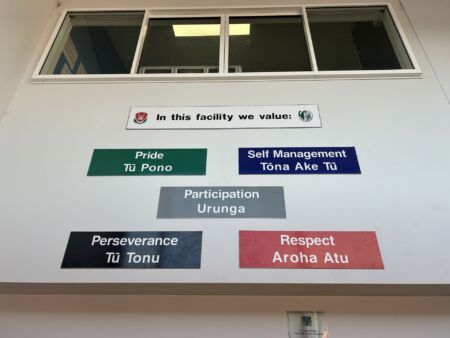 In this facility we value:
Pride
Tū Pono
Self Management
Tōna Ake Tū
Participation
Urunga
Perseverance
Tū Tonu
Respect
Aroha Atu